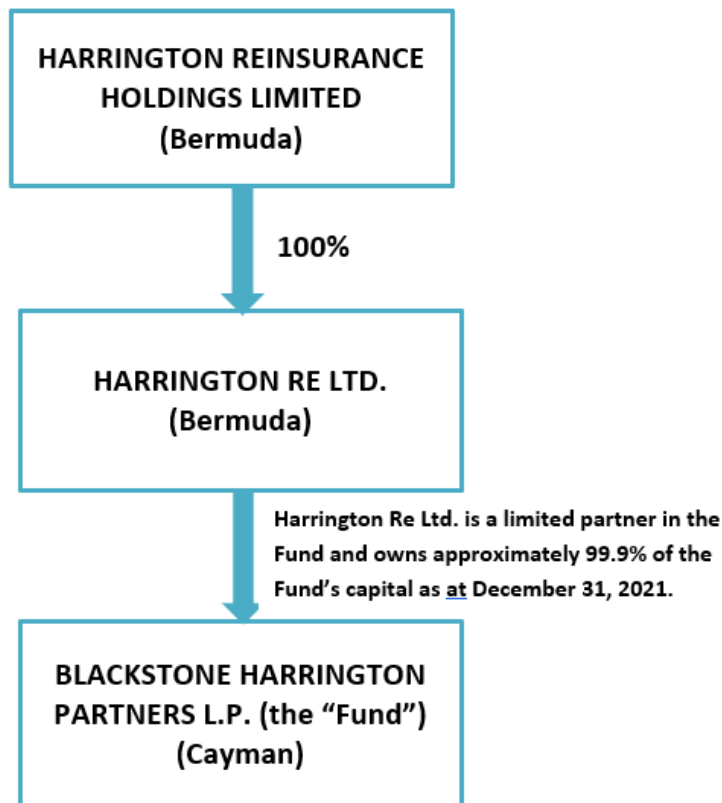 HARRINGTON REINSURANCE
HOLDINGS LIMITED
(Bermuda)
100%
HARRINGTON RE LTD.
(Bermuda)
Harrington Re Ltd. is a limited partner in the
Fund and owns approximately 99.9% of the
Fund’s capital as at December 31, 2021.
BLACKSTONE HARRINGTON
PARTNERS L.P. (the “Fund”)
(Cayman)